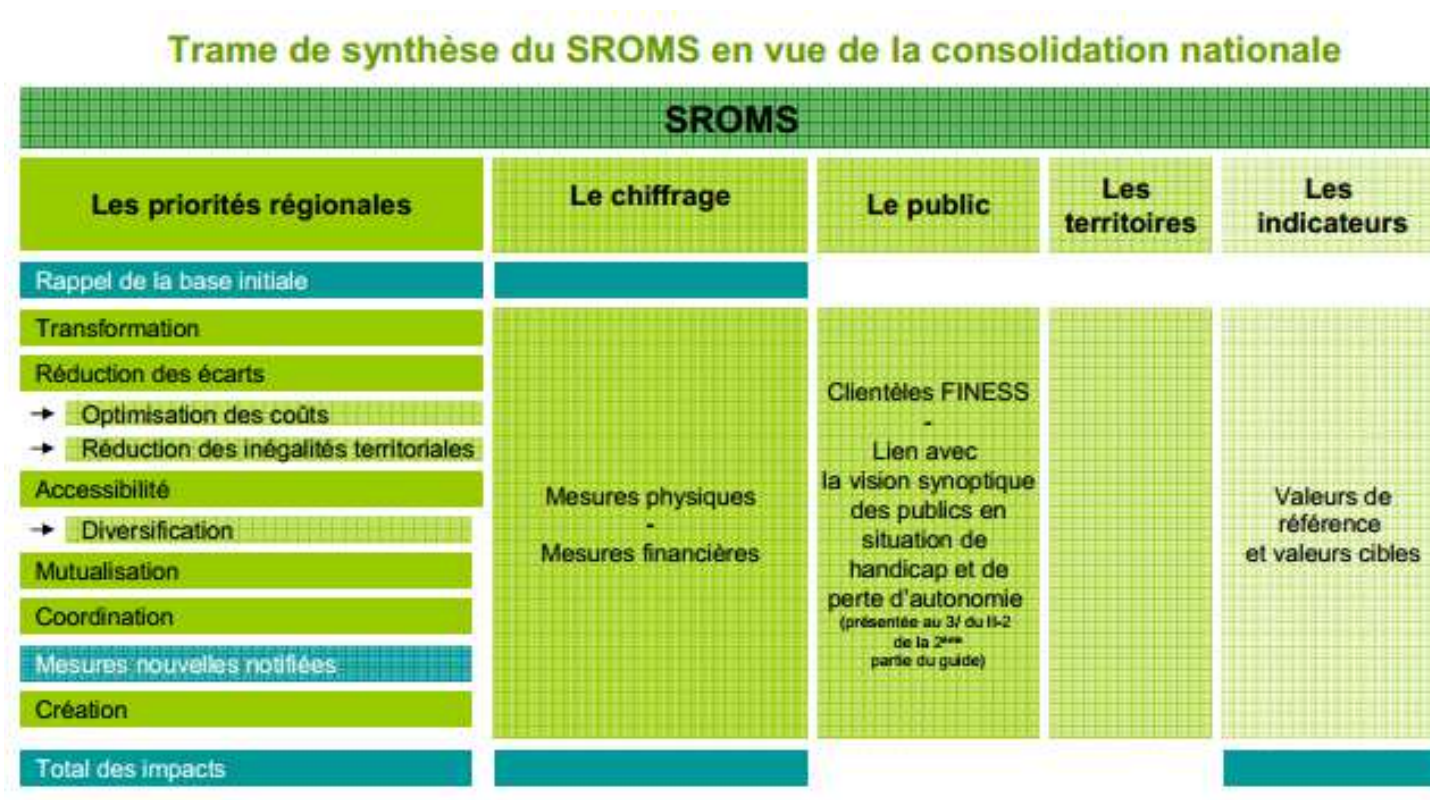 Trame de synthèse du SROMS en vue de la consolidation nationale
SROMS
Les priorités régionales
Le chiffrage
Le public
Les
territoires
Les
indicateurs
Rappel de la base initiale
Transformation
Réduction des écarts
→ Optimisation des coûts
→ Réduction des inégalités territoriales
Accessibilité
→ Diversification
Mutualisation
Coordination
Mesures nouvelles notifiées
Création
Total des impacts
Mesures physiques
-
Mesures financières
Clientèles FINESS
-
Lien avec
la vision synoptique
des publics en
situation de
handicap et de
perte d'autonomie
(présentée au 3/ du II-2
de la 2ème
partie du guide)
Valeurs de
référence
et valeurs cibles